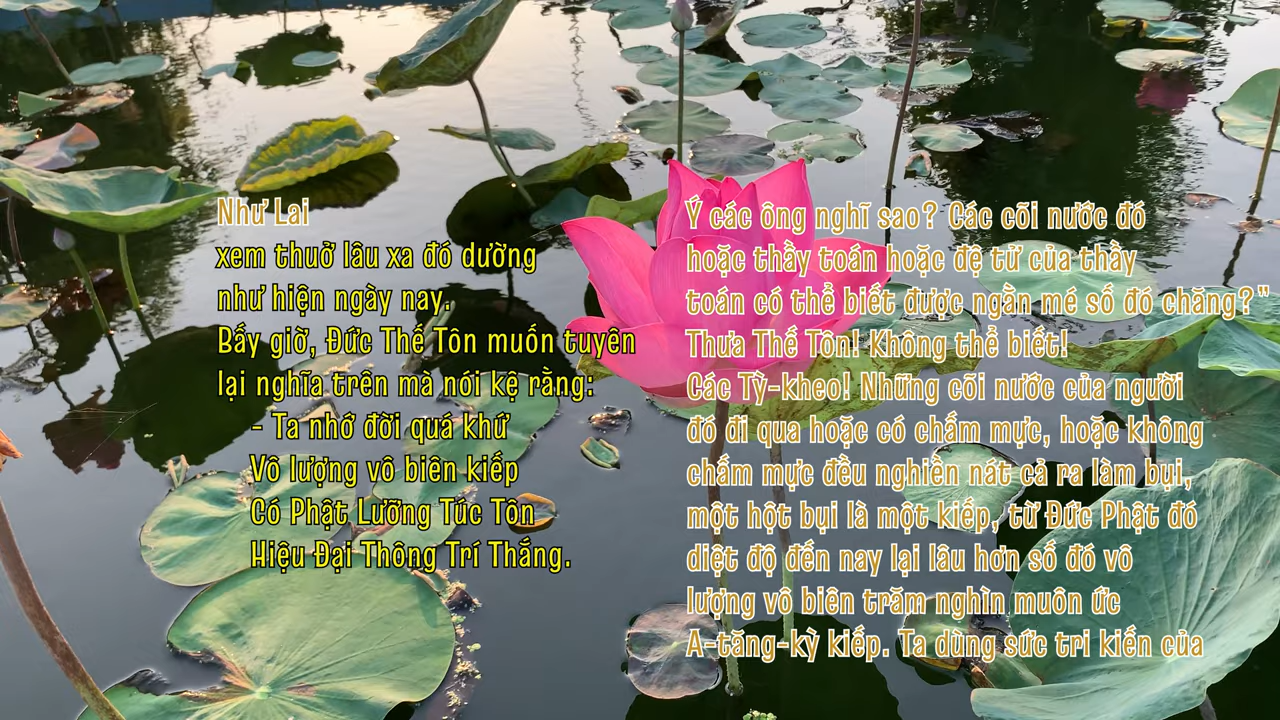 Như Lai
xem thuở lâu xa đó dường
như hiện ngày nay.
Bấy giờ, Đức Thế Tôn muốn tuyên
lại nghĩa trên mà nói kệ rằng:
- Ta nhớ đời quá khứ
Vô lượng vô biên kiếp
Có Phật Lưỡng Túc Tôn
Hiệu Đại Thông Trí Thắng.
Ý các ông nghĩ sao? Các cõi nước đó
hoặc thầy toán hoặc đệ tử của thầy
toán có thể biết được ngằn mé số đó chăng?"
Thưa Thế Tôn! Không thể biết!
Các Tỳ-kheo! Những cõi nước của người
đó đi qua hoặc có chấm mực, hoặc không
chấm mực đều nghiền nát cả ra làm bụi,
một hột bụi là một kiếp, từ Đức Phật đó
diệt độ đến nay lại lâu hơn số đó vô
lượng vô biên trăm nghìn muôn ức
A-tăng-kỳ kiếp. Ta dùng sức tri kiến của